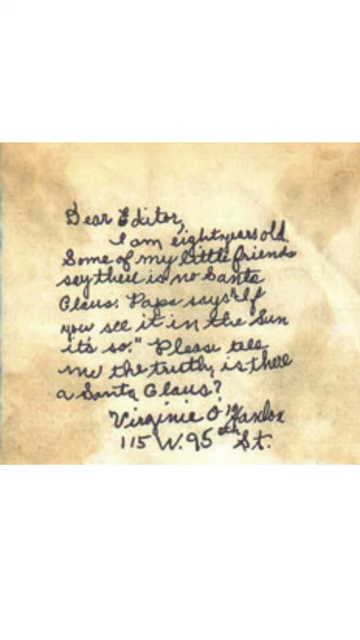 Dear Editor,
I am eight years old.
Some of my little friends
say there is no Santa
Claus. Papa says "If
you see it in the Sun
it's so." Please tell
me the truth, is there
a Santa Claus?
Virginia O'Hanlon
115 W. 95th St.